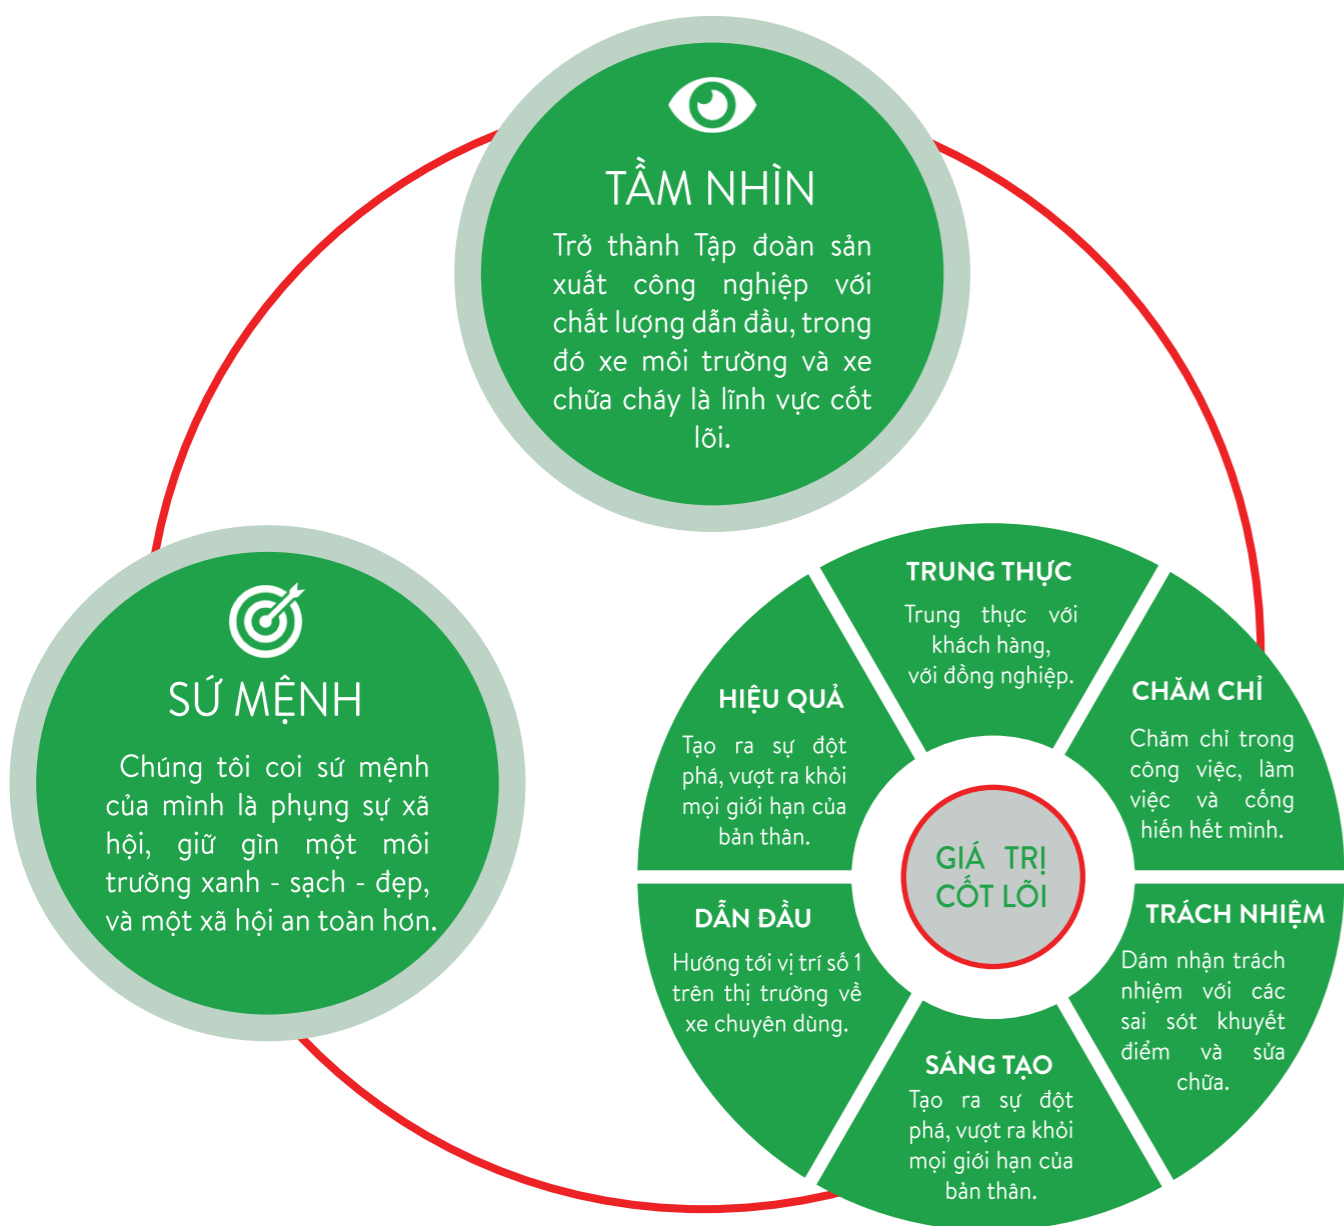 TẦM NHÌN
Trở thành Tập đoàn sản
xuất công nghiệp với
chất lượng dẫn đầu, trong
đó xe môi trường và xe
chữa cháy là lĩnh vực cốt
lõi.
SỨ MỆNH
Chúng tôi coi sứ mệnh
của mình là phụng sự xã
hội, giữ gìn một môi
trường xanh - sạch - đẹp,
và một xã hội an toàn hơn.
TRUNG THỰC
Trung thực với
khách hàng,
với đồng nghiệp.
CHĂM CHỈ
Chăm chỉ trong
công việc, làm
việc và cống
hiến hết mình.
TRÁCH NHIỆM
Dám nhận trách
nhiệm với các
sai sót khuyết
điểm và sửa
chữa.
SÁNG TẠO
Tạo ra sự đột
phá, vượt ra khỏi
mọi giới hạn của
bản thân.
DẪN ĐẦU
Hướng tới vị trí số 1
trên thị trường về
xe chuyên dùng.
HIỆU QUẢ
Tạo ra sự đột
phá, vượt ra khỏi
mọi giới hạn của
bản thân.
GIÁ TRỊ
CỐT LÕI